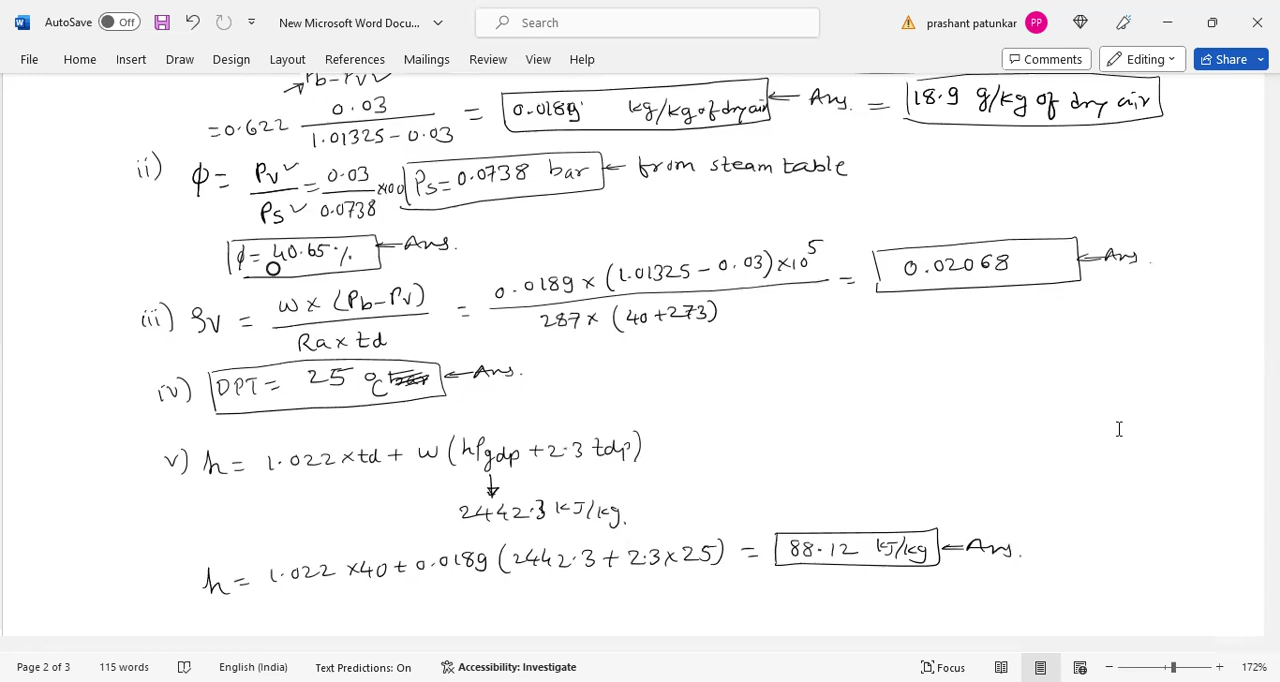 AutoSave Off New Microsoft Word Docu... Search prashant patunkar PP
File Home Insert Draw Design Layout References Mailings Review View Help Comments Editing Share
Pb-Pv
=0.622 0.03 / 1.01325-0.03 = 0.0189 kg/kg of dry air ← Ans. = 18.9 g/kg of dry air
ii) φ = Pv / Ps = 0.03 / 0.0738 ×100 Ps = 0.0738 bar ← from steam table
φ = 40.65% ← Ans.
iii) ρv = w × (Pb-Pv) / Ra × td = 0.0189 × (1.01325-0.03)×10^5 / 287 × (40+273) = 0.02068 ← Ans.
iv) DPT = 25 °C ← Ans.
v) h = 1.022 × td + w (hfgdp + 2.3 tdp)
2442.3 kJ/kg.
h = 1.022 × 40 + 0.0189 (2442.3 + 2.3 × 25) = 88.12 kJ/kg ← Ans.
Page 2 of 3 115 words English (India) Text Predictions: On Accessibility: Investigate Focus − + 172%